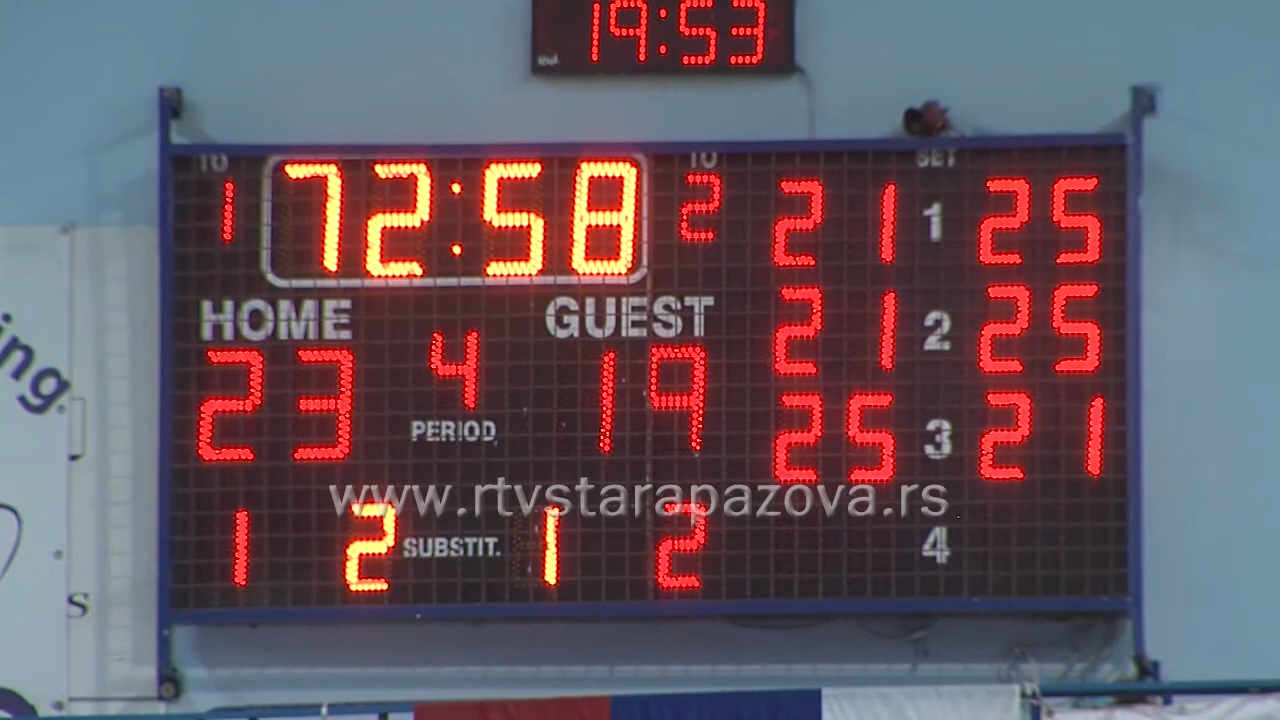 19:53
TO TO SET
1 72:58 2 21 1 25
HOME GUEST 21 2 25
23 4 19 25 3 21
PERIOD
www.rtvstarapazova.rs
1 2 SUBSTIT. 1 2 4
ing
s